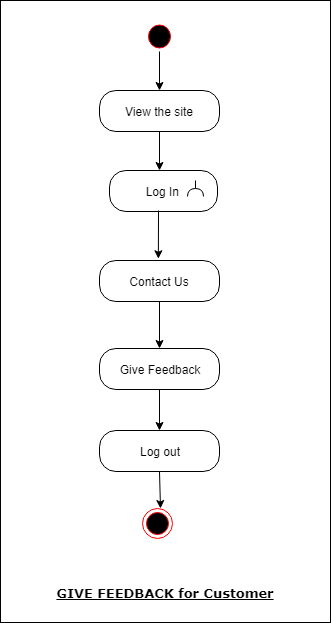 View the site
Log In
Contact Us
Give Feedback
Log out
GIVE FEEDBACK for Customer